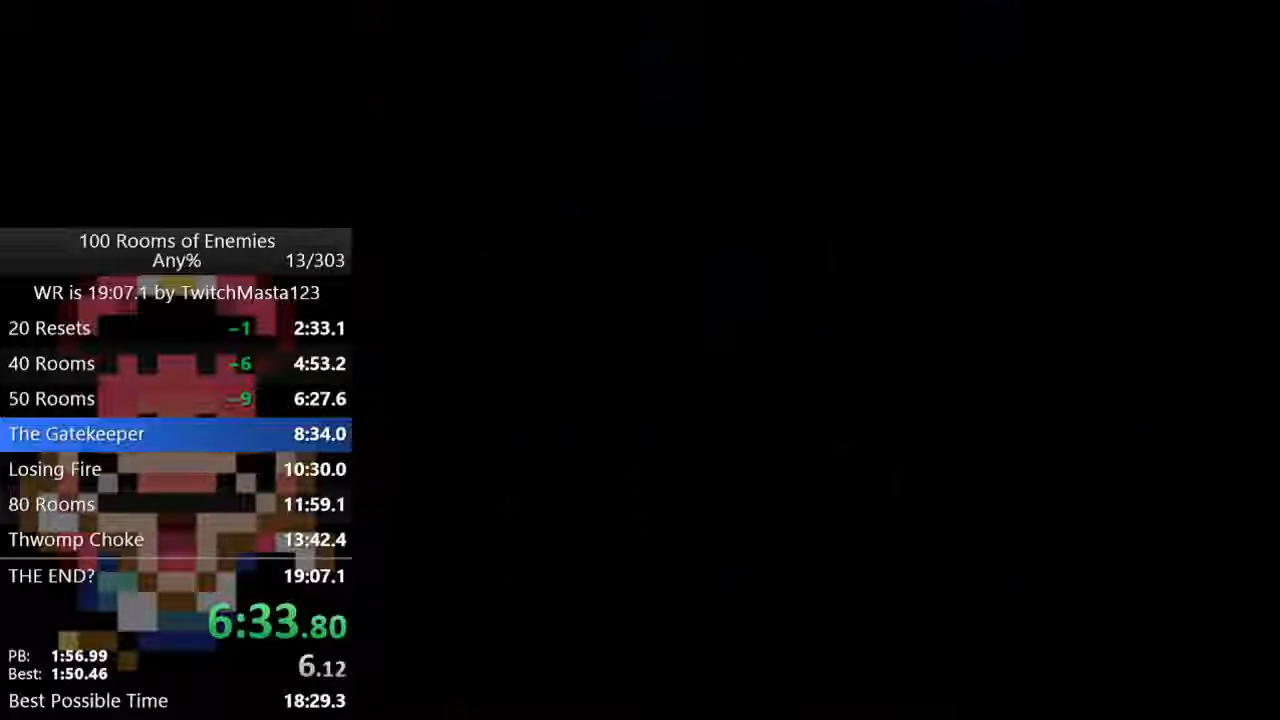 100 Rooms of Enemies
Any% 13/303
WR is 19:07.1 by TwitchMasta123
20 Resets −1 2:33.1
40 Rooms −6 4:53.2
50 Rooms −9 6:27.6
The Gatekeeper 8:34.0
Losing Fire 10:30.0
80 Rooms 11:59.1
Thwomp Choke 13:42.4
THE END? 19:07.1
6:33.80
PB: 1:56.99 6.12
Best: 1:50.46
Best Possible Time 18:29.3